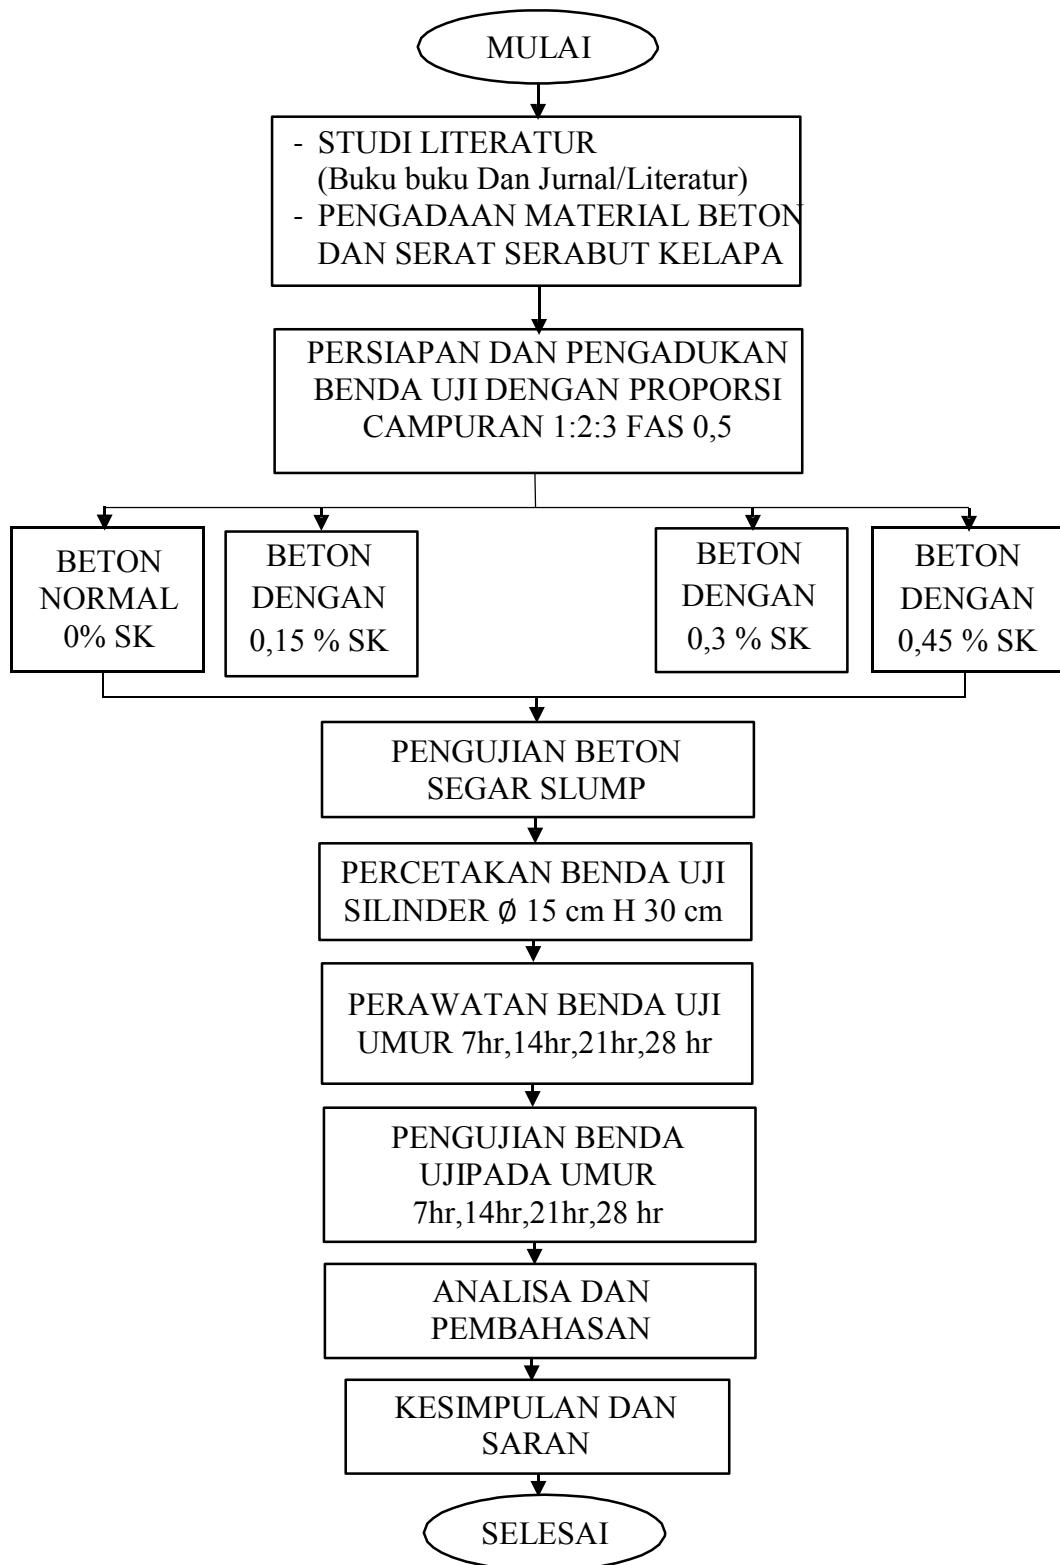 MULAI
- STUDI LITERATUR
(Buku buku Dan Jurnal/Literatur)
- PENGADAAN MATERIAL BETON
DAN SERAT SERABUT KELAPA
PERSIAPAN DAN PENGADUKAN
BENDA UJI DENGAN PROPORSI
CAMPURAN 1:2:3 FAS 0,5
BETON
NORMAL
0% SK
BETON
DENGAN
0,15 % SK
BETON
DENGAN
0,3 % SK
BETON
DENGAN
0,45 % SK
PENGUJIAN BETON
SEGAR SLUMP
PERCETAKAN BENDA UJI
SILINDER ∅ 15 cm H 30 cm
PERAWATAN BENDA UJI
UMUR 7hr,14hr,21hr,28 hr
PENGUJIAN BENDA
UJIPADA UMUR
7hr,14hr,21hr,28 hr
ANALISA DAN
PEMBAHASAN
KESIMPULAN DAN
SARAN
SELESAI